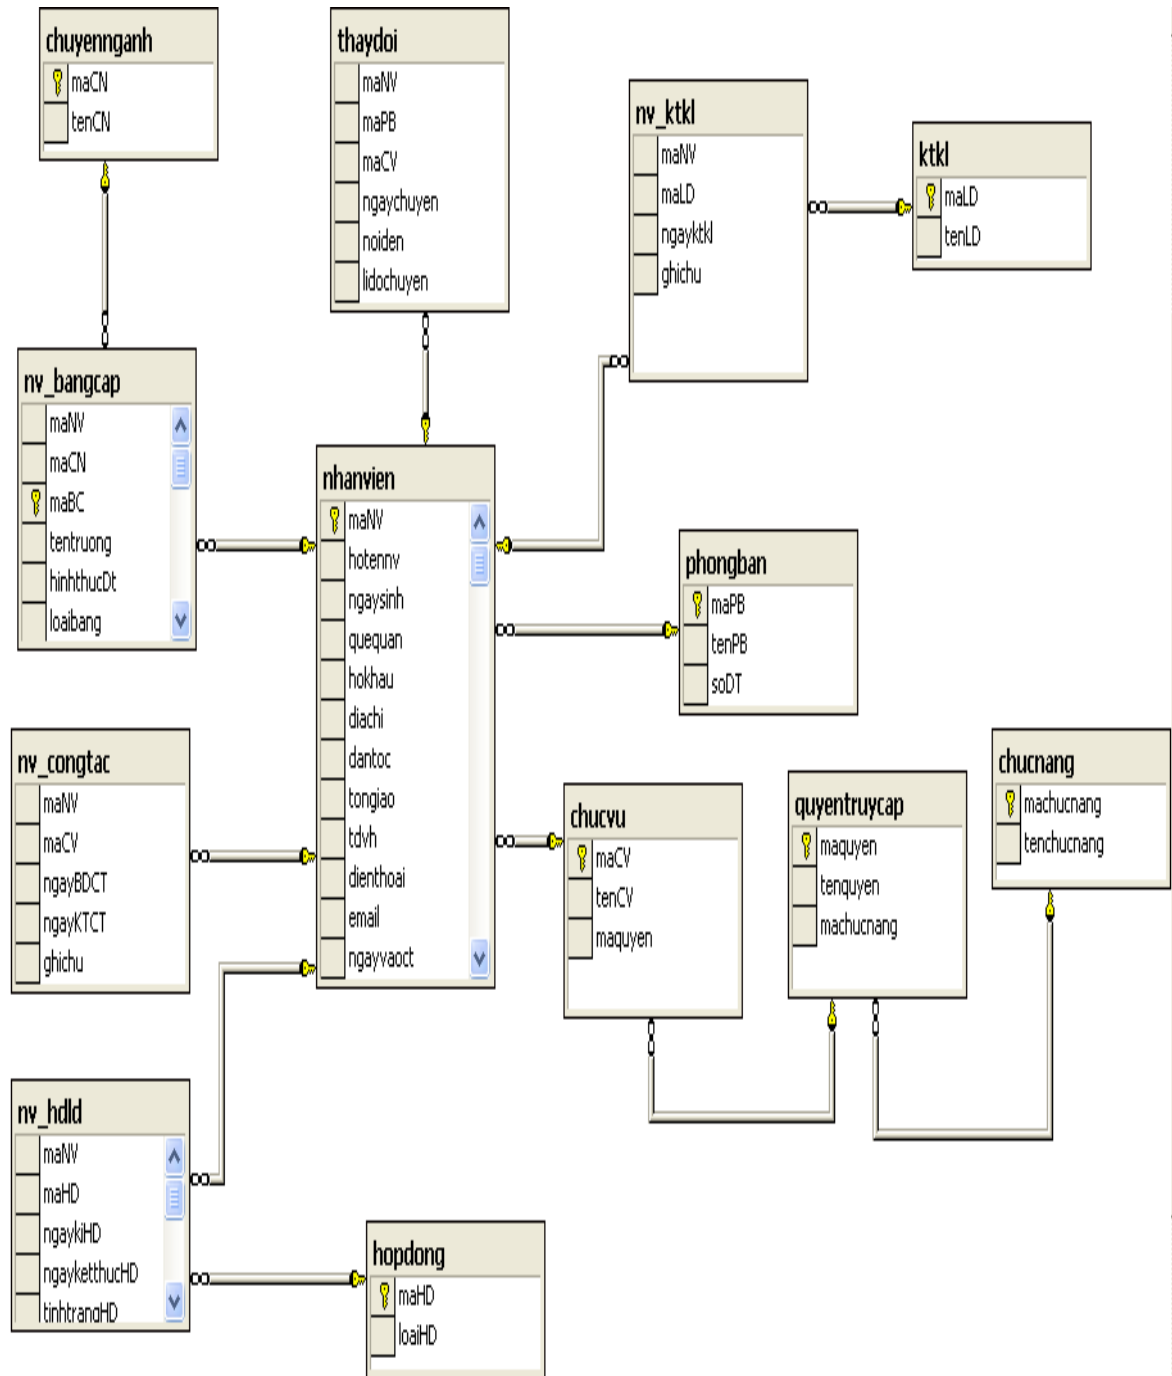 chuyennganh
maCN
tenCN
thaydoi
maNV
maPB
maCV
ngaychuyen
noiden
lidochuyen
nv_ktkl
maNV
maLD
ngayktkl
ghichu
ktkl
maLD
tenLD
nv_bangcap
maNV
maCN
maBC
tentruong
hinhthucDt
loaibang
nhanvien
maNV
hotennv
ngaysinh
quequan
hokhau
diachi
dantoc
tongiao
tdvh
dienthoai
email
ngayvaoct
phongban
maPB
tenPB
soDT
nv_congtac
maNV
maCV
ngayBDCT
ngayKTCT
ghichu
chucvu
maCV
tenCV
maquyen
quyentruycap
maquyen
tenquyen
machucnang
chucnang
machucnang
tenchucnang
nv_hdld
maNV
maHD
ngaykiHD
ngayketthucHD
tinhtrangHD
hopdong
maHD
loaiHD